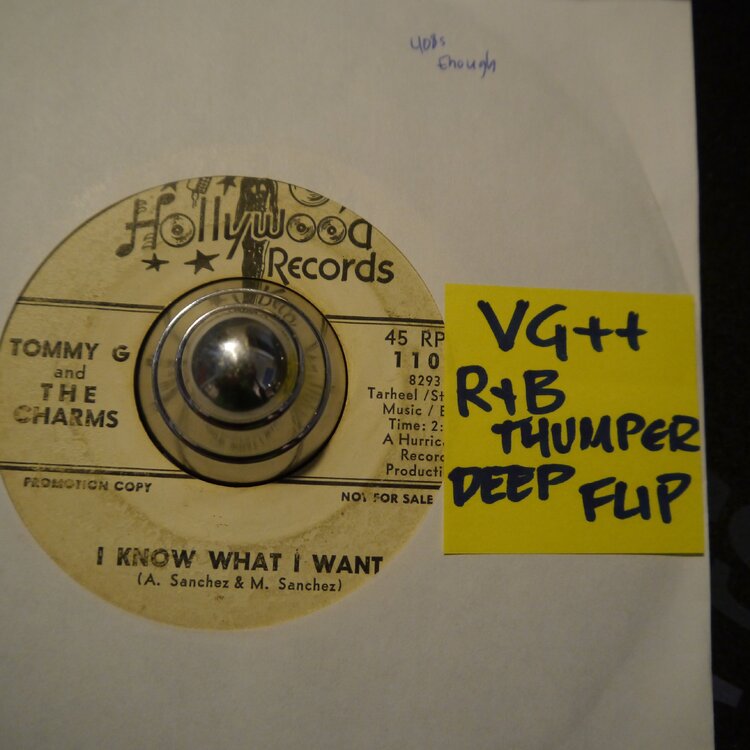 Enough
Hollywood
Records
TOMMY G
and
THE
CHARMS
45 RP
110
8293
Tarheel /St
Music / B
Time: 2:
A Hurric
Recor
Producti
PROMOTION COPY
NOT FOR SALE
I KNOW WHAT I WANT
(A. Sanchez & M. Sanchez)
VG++
R+B
THUMPER
DEEP FLIP